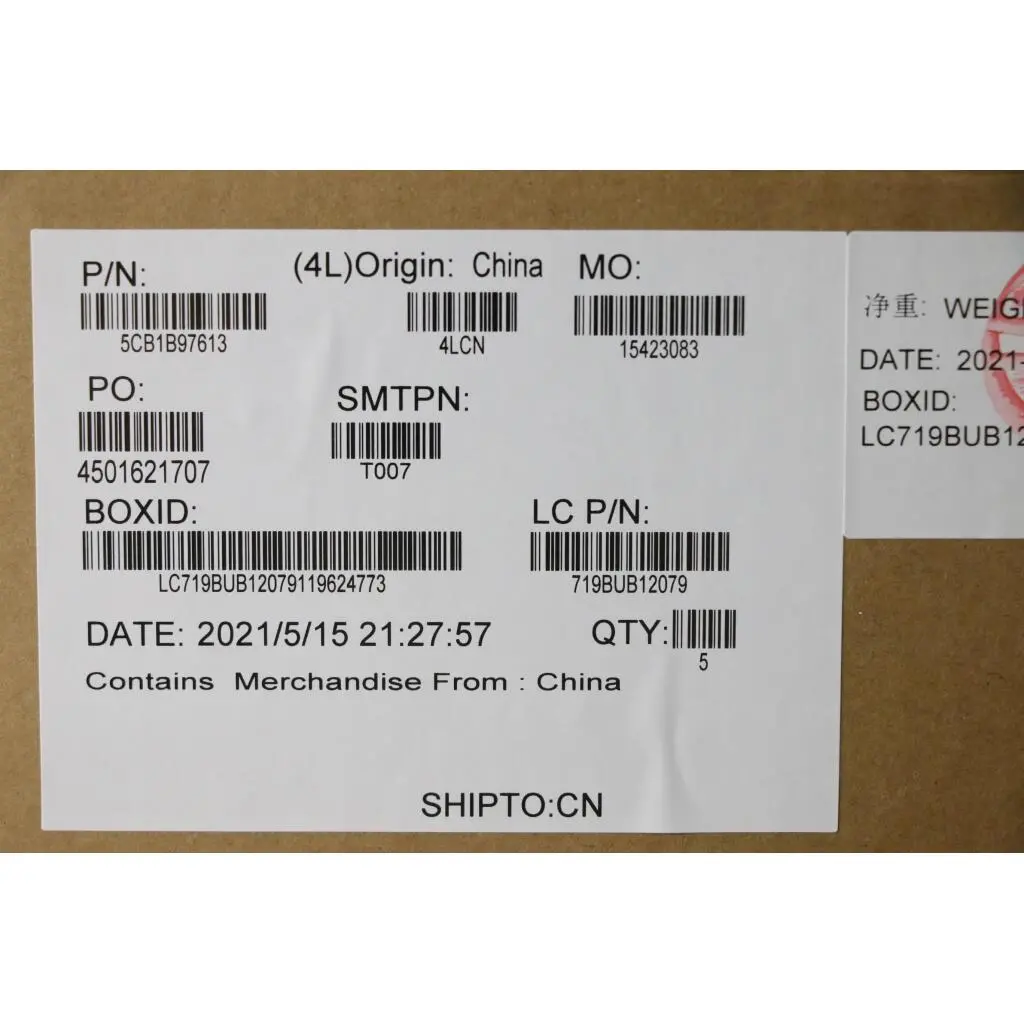 P/N: (4L)Origin: China MO:
5CB1B97613 4LCN 15423083
PO: SMTPN:
4501621707 T007
BOXID: LC P/N:
LC719BUB12079119624773 719BUB12079
DATE: 2021/5/15 21:27:57 QTY:
5
Contains Merchandise From : China
SHIPTO:CN
净重:
DATE: 2021-
BOXID:
LC719BUB12